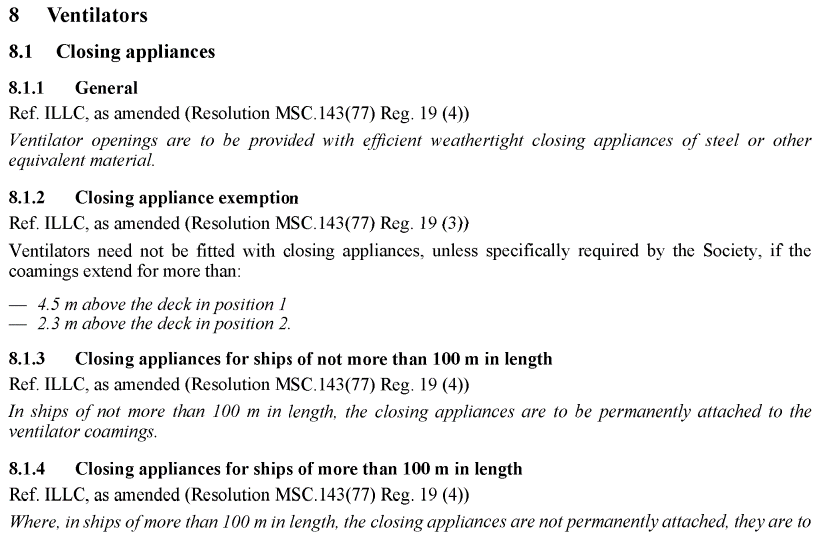 8 Ventilators
8.1 Closing appliances
8.1.1 General
Ref. ILLC, as amended (Resolution MSC.143(77) Reg. 19 (4))
Ventilator openings are to be provided with efficient weathertight closing appliances of steel or other
equivalent material.
8.1.2 Closing appliance exemption
Ref. ILLC, as amended (Resolution MSC.143(77) Reg. 19 (3))
Ventilators need not be fitted with closing appliances, unless specifically required by the Society, if the
coamings extend for more than:
— 4.5 m above the deck in position 1
— 2.3 m above the deck in position 2.
8.1.3 Closing appliances for ships of not more than 100 m in length
Ref. ILLC, as amended (Resolution MSC.143(77) Reg. 19 (4))
In ships of not more than 100 m in length, the closing appliances are to be permanently attached to the
ventilator coamings.
8.1.4 Closing appliances for ships of more than 100 m in length
Ref. ILLC, as amended (Resolution MSC.143(77) Reg. 19 (4))
Where, in ships of more than 100 m in length, the closing appliances are not permanently attached, they are to